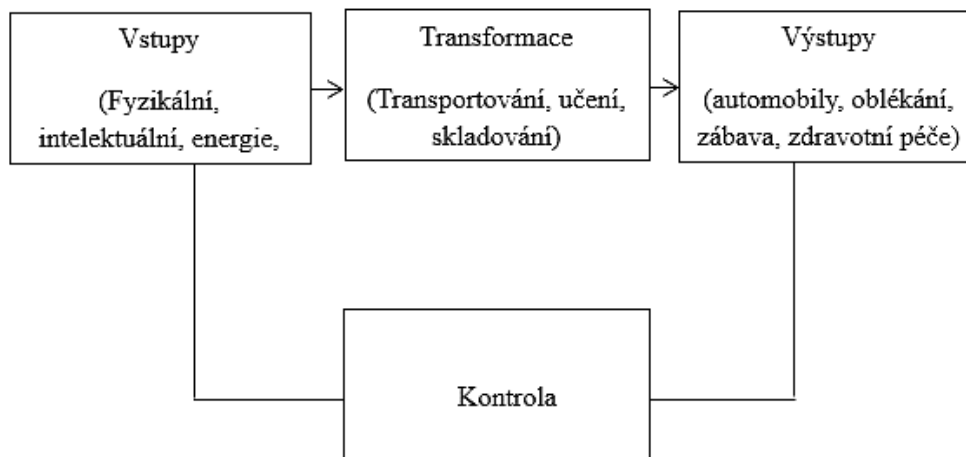 Vstupy
(Fyzikální,
intelektuální, energie,
Transformace
(Transportování, učení,
skladování)
Výstupy
(automobily, oblékání,
zábava, zdravotní péče)
Kontrola